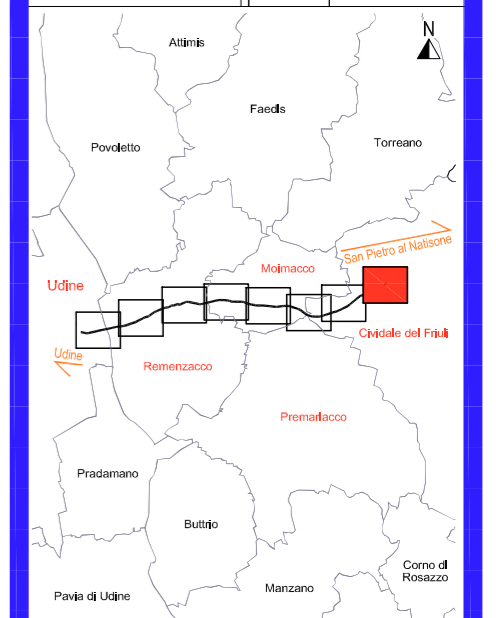 Attimis
N
Faedis
Povoletto
Torreano
San Pietro al Natisone
Moimacco
Udine
Cividale del Friuli
Udine
Remenzacco
Premariacco
Pradamano
Buttrio
Corno di
Rosazzo
Manzano
Pavia di Udine